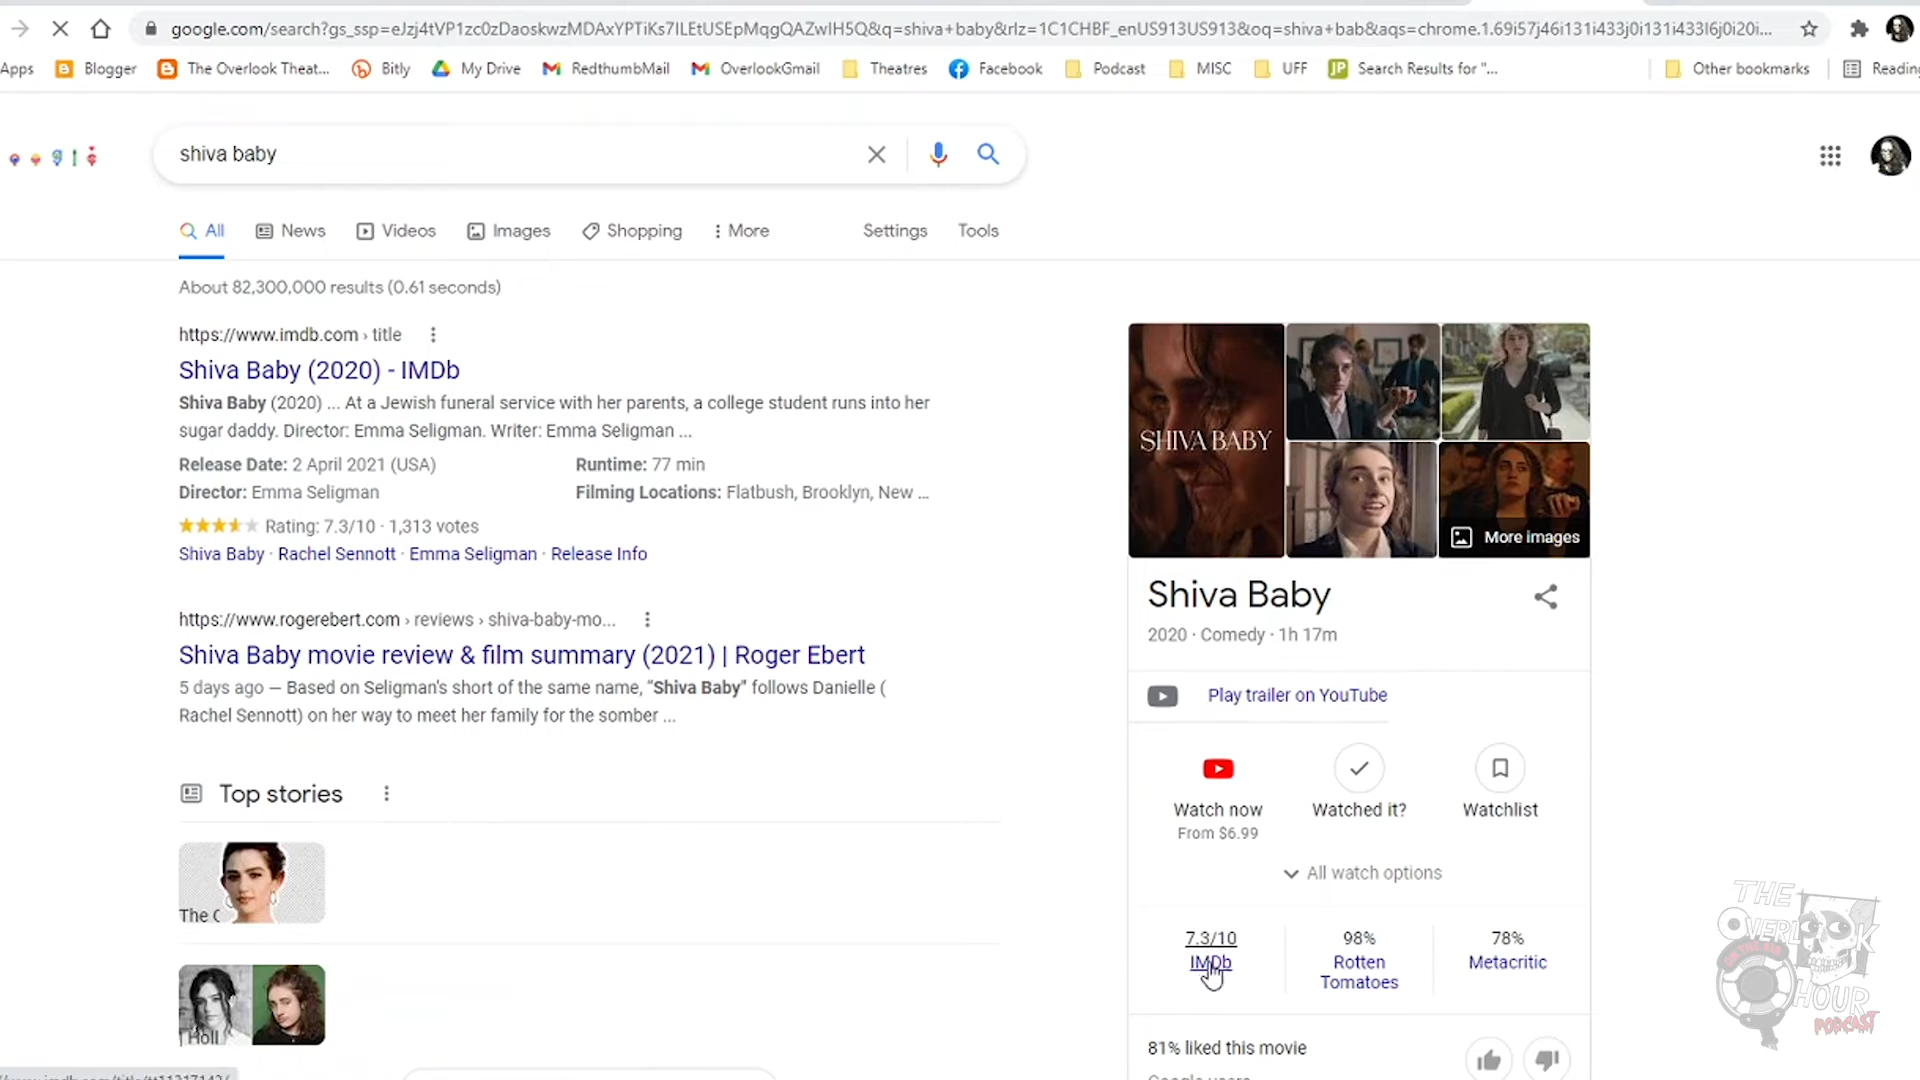 google.com/search?gs_ssp=eJzj4tVP1zc0zDaoskwzMDAxYPTiKs7ILEtUSEpMqgQAZwIH5Q&q=shiva+baby&rlz=1C1CHBF_enUS913US913&oq=shiva+bab&aqs=chrome.1.69i57j46i131i433j0i131i433l6j0i20i...
Apps Blogger The Overlook Theat... Bitly My Drive RedthumbMail OverlookGmail Theatres Facebook Podcast MISC UFF Search Results for "... Other bookmarks Reading
shiva baby
All News Videos Images Shopping More Settings Tools
About 82,300,000 results (0.61 seconds)
https://www.imdb.com › title
Shiva Baby (2020) - IMDb
Shiva Baby (2020) ... At a Jewish funeral service with her parents, a college student runs into her
sugar daddy. Director: Emma Seligman. Writer: Emma Seligman ...
Release Date: 2 April 2021 (USA) Runtime: 77 min
Director: Emma Seligman Filming Locations: Flatbush, Brooklyn, New ...
Rating: 7.3/10 · 1,313 votes
Shiva Baby · Rachel Sennott · Emma Seligman · Release Info
https://www.rogerebert.com › reviews › shiva-baby-mo...
Shiva Baby movie review & film summary (2021) | Roger Ebert
5 days ago — Based on Seligman's short of the same name, "Shiva Baby" follows Danielle (
Rachel Sennott) on her way to meet her family for the somber ...
Top stories
The
Holl
SHIVA BABY
More images
Shiva Baby
2020 · Comedy · 1h 17m
Play trailer on YouTube
Watch now Watched it? Watchlist
From $6.99
All watch options
7.3/10 98% 78%
IMDb Rotten Metacritic
Tomatoes
81% liked this movie
Google users
THE
OVERLOOK
HOUR
PODCAST